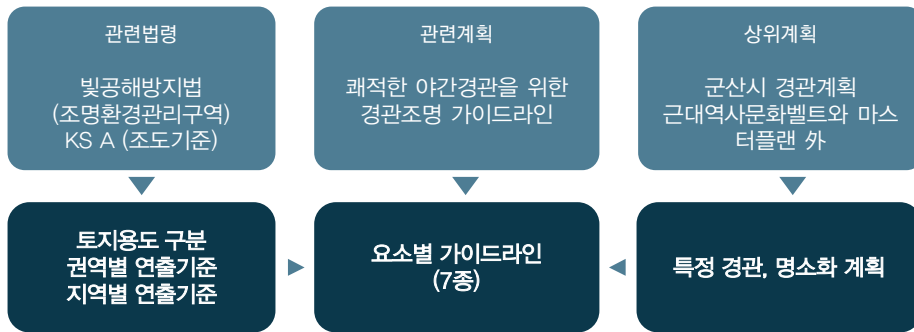 관련법령
빛공해방지법
(조명환경관리구역)
KS A (조도기준)
관련계획
쾌적한 야간경관을 위한
경관조명 가이드라인
상위계획
군산시 경관계획
근대역사문화벨트와 마스
터플랜 外
토지용도 구분
권역별 연출기준
지역별 연출기준
요소별 가이드라인
(7종)
특정 경관, 명소화 계획